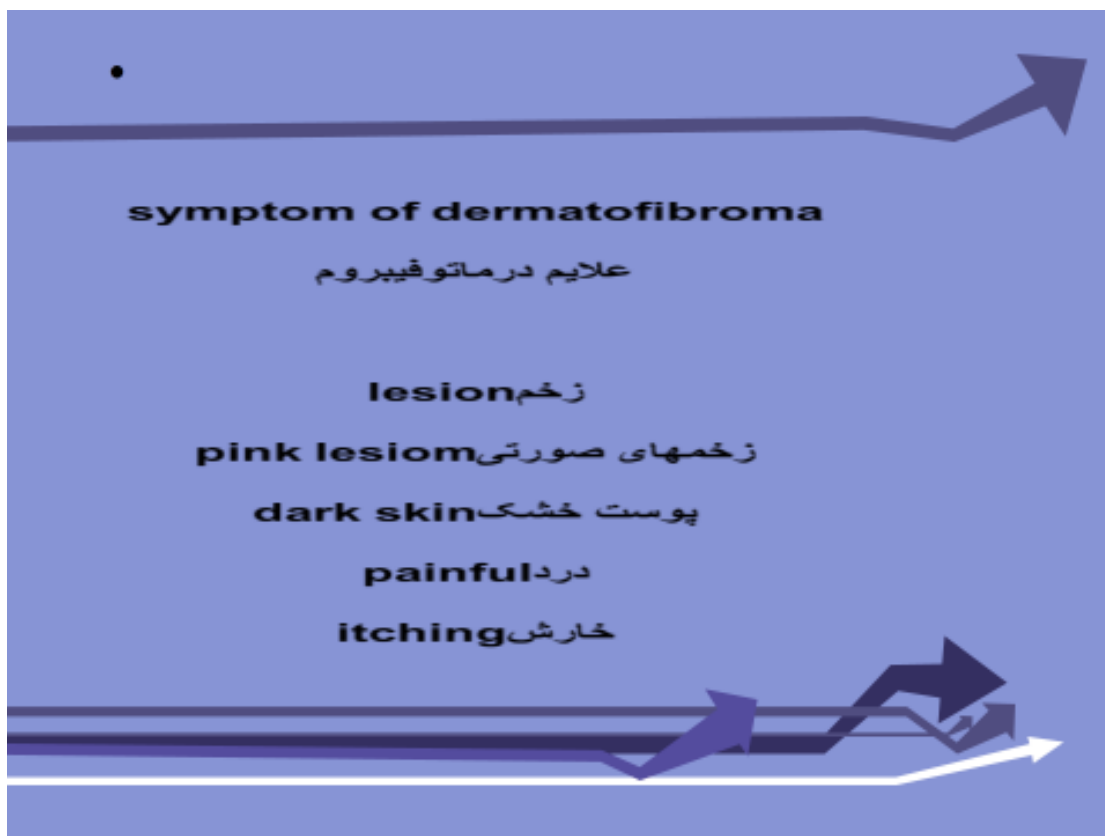 symptom of dermatofibroma
علایم درماتوفیبروم
lesionزخم
pink lesiomزخمهای صورتی
dark skinپوست خشک
painfulدرد
itchingخارش